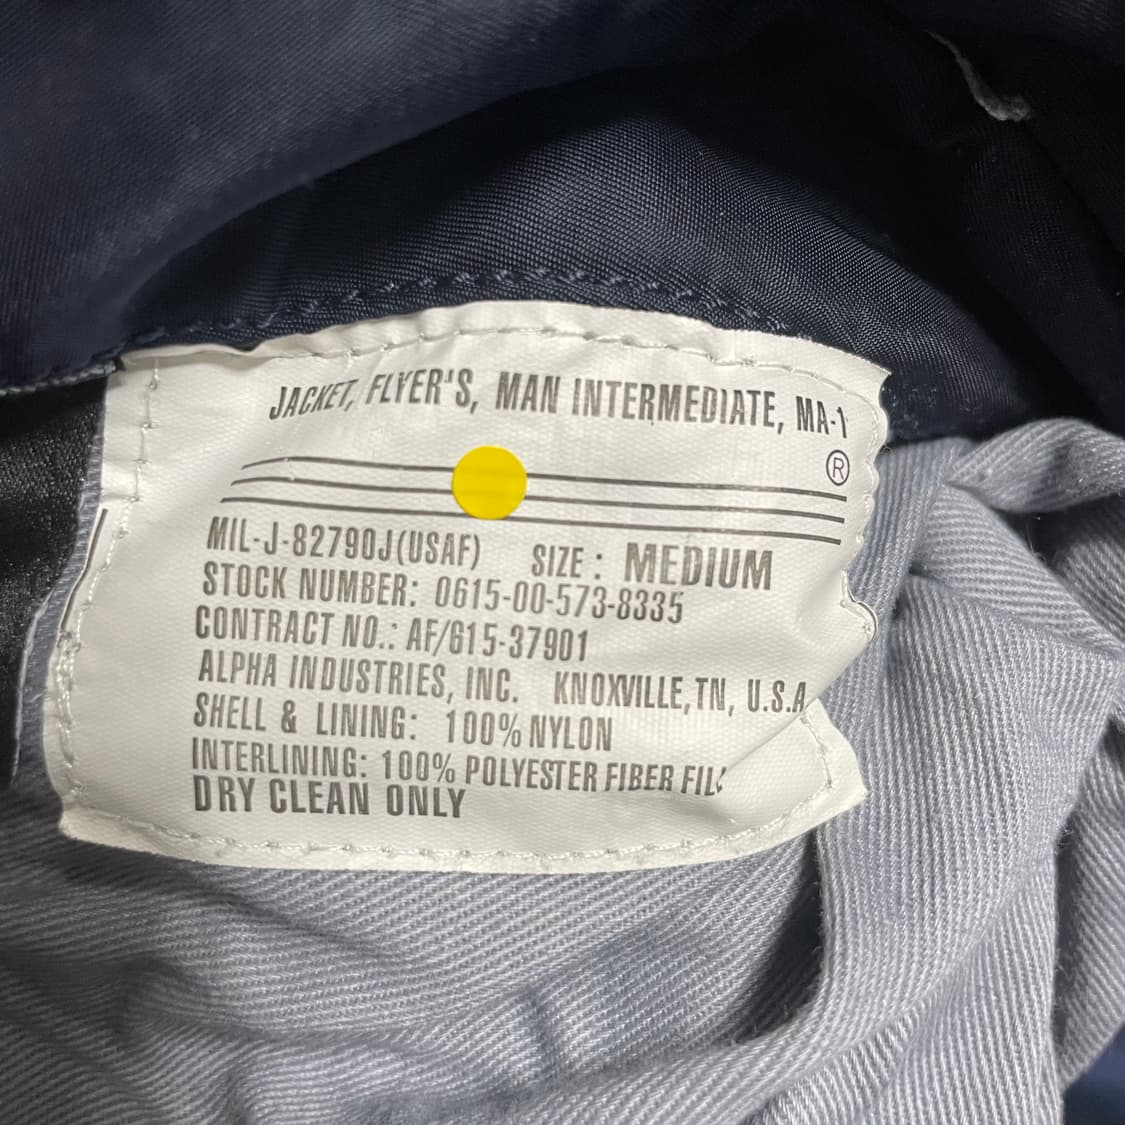 JACKET, FLYER'S, MAN INTERMEDIATE, MA-1
®
MIL-J-82790J(USAF) SIZE : MEDIUM
STOCK NUMBER: 0615-00-573-8335
CONTRACT NO.: AF/615-37901
ALPHA INDUSTRIES, INC. KNOXVILLE, TN, U.S.A
SHELL & LINING: 100% NYLON
INTERLINING: 100% POLYESTER FIBER FILL
DRY CLEAN ONLY